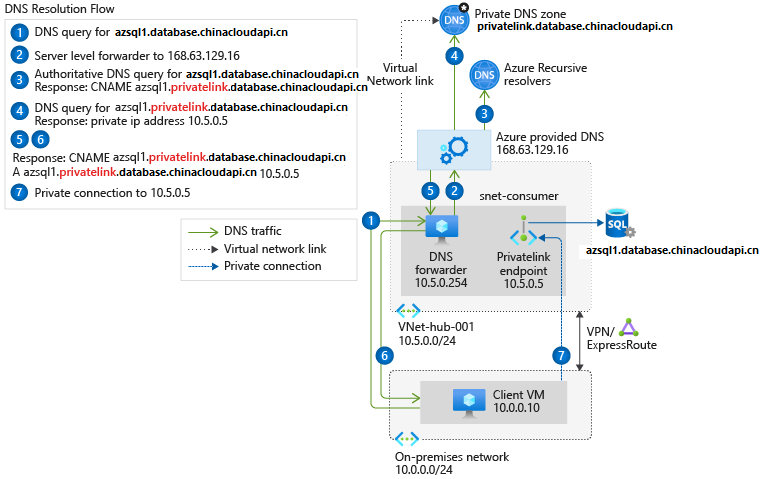 DNS Resolution Flow
1 DNS query for azsql1.database.chinacloudapi.cn
2 Server level forwarder to 168.63.129.16
3 Authoritative DNS query for azsql1.database.chinacloudapi.cn
Response: CNAME azsql1.privatelink.database.chinacloudapi.cn
4 DNS query for azsql1.privatelink.database.chinacloudapi.cn
Response: private ip address 10.5.0.5
5 6
Response: CNAME azsql1.privatelink.database.chinacloudapi.cn
A azsql1.privatelink.database.chinacloudapi.cn 10.5.0.5
7 Private connection to 10.5.0.5
DNS traffic
Virtual network link
Private connection
DNS
Private DNS zone
privatelink.database.chinacloudapi.cn
Virtual
Network link
4
DNS
Azure Recursive
resolvers
3
Azure provided DNS
168.63.129.16
5
2
snet-consumer
1
DNS
forwarder
10.5.0.254
Privatelink
endpoint
10.5.0.5
SQL
azsql1.database.chinacloudapi.cn
VNet-hub-001
10.5.0.0/24
VPN/
ExpressRoute
6
7
Client VM
10.0.0.10
On-premises network
10.0.0.0/24